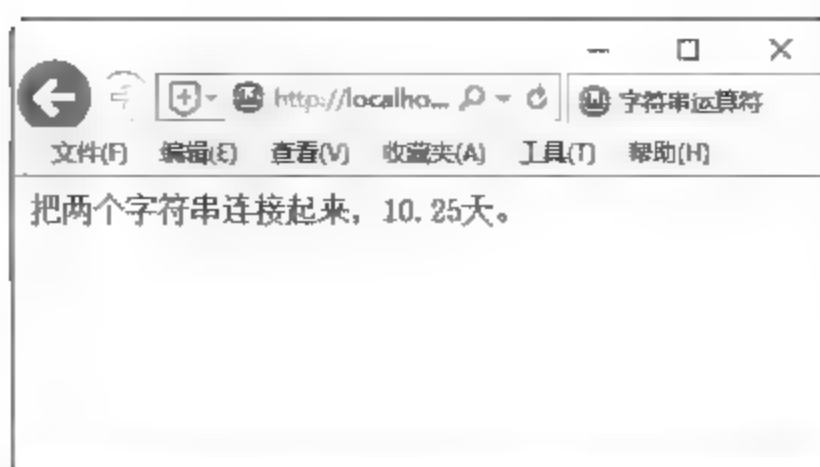 http://localho... 字符串运算符
文件(F) 编辑(E) 查看(V) 收藏夹(A) 工具(T) 帮助(H)
把两个字符串连接起来，10.25天。